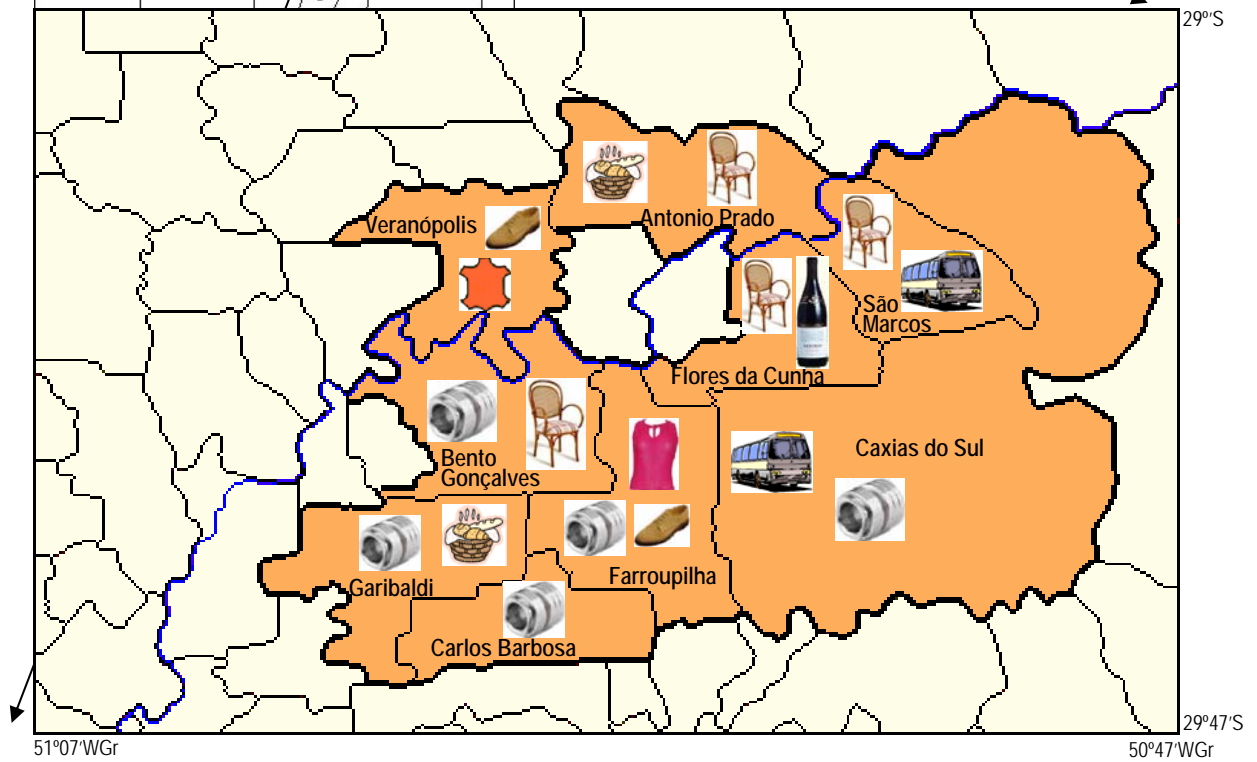 29º'S
Veranópolis
Antonio Prado
São
Marcos
Flores da Cunha
Bento
Gonçalves
Caxias do Sul
Garibaldi
Farroupilha
Carlos Barbosa
29º47'S
51º07'WGr
50º47'WGr